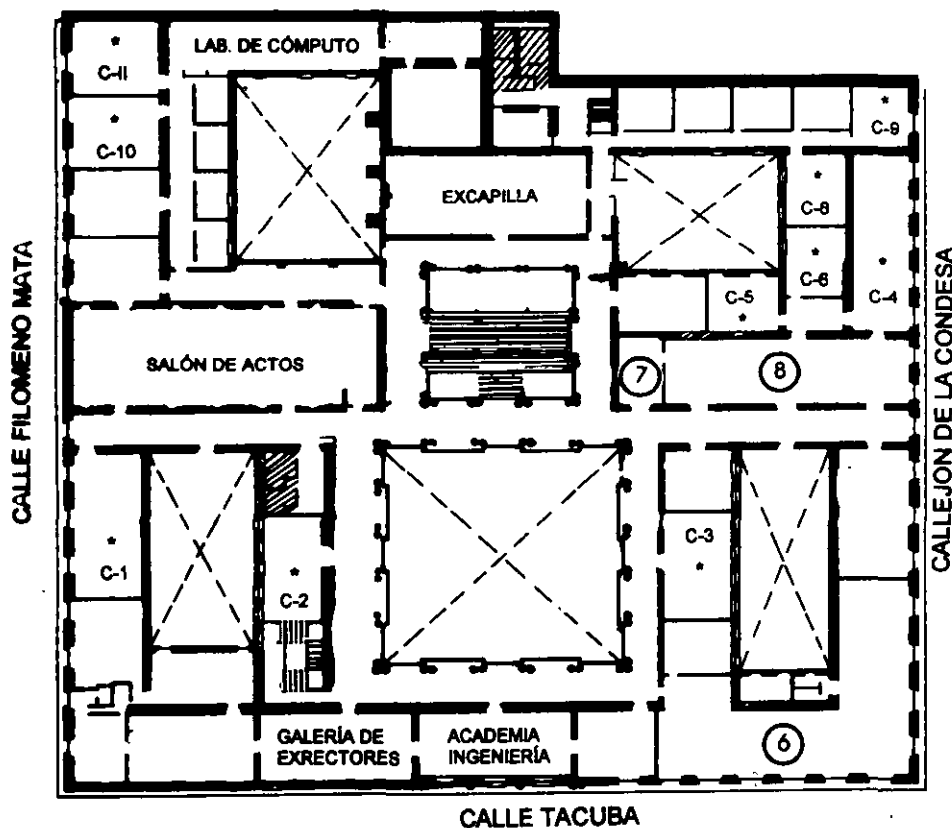 LAB. DE CÓMPUTO
C-11
C-10
C-9
EXCAPILLA
C-8
C-6
C-5
C-4
SALÓN DE ACTOS
7
8
CALLE FILOMENO MATA
CALLEJON DE LA CONDESA
C-1
C-2
C-3
GALERÍA DE
EXRECTORES
ACADEMIA
INGENIERÍA
6
CALLE TACUBA